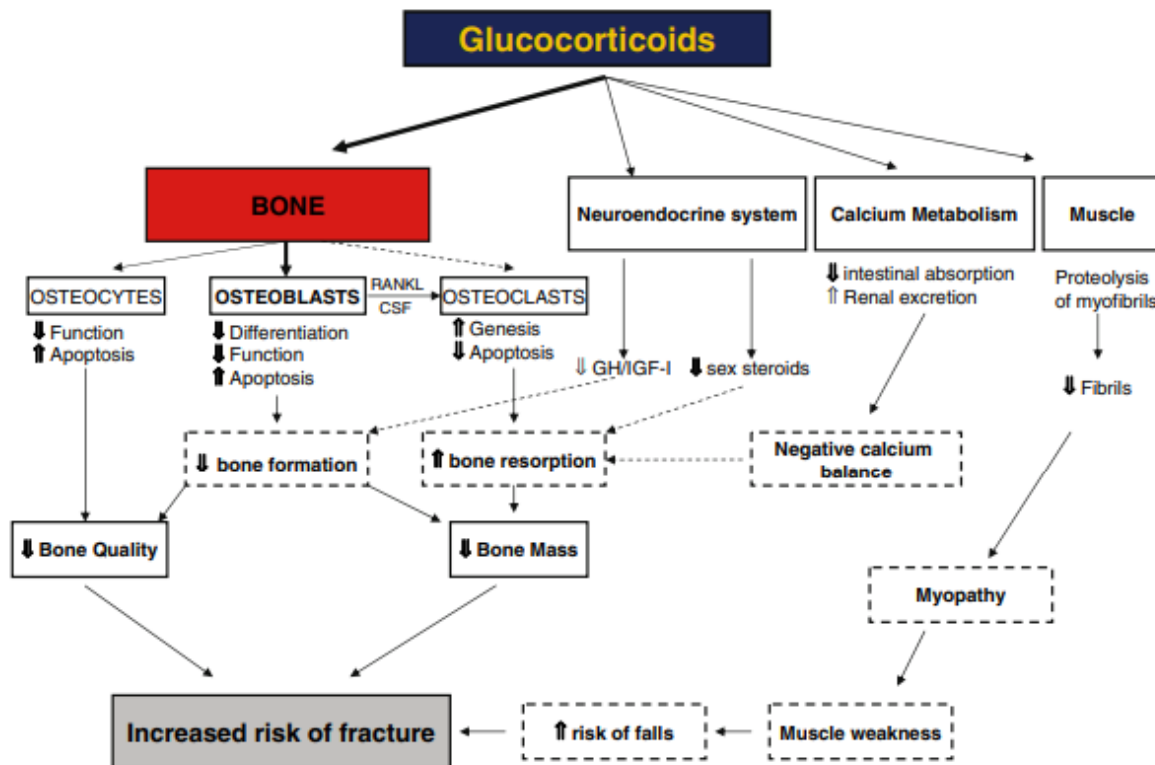 Glucocorticoids
BONE
Neuroendocrine system
Calcium Metabolism
Muscle
OSTEOCYTES
OSTEOBLASTS
RANKL
CSF
OSTEOCLASTS
⇓ intestinal absorption
⇑ Renal excretion
Proteolysis
of myofibrils
⇓ Function
⇑ Apoptosis
⇓ Differentiation
⇓ Function
⇑ Apoptosis
⇑ Genesis
⇓ Apoptosis
⇓ GH/IGF-I
⇓ sex steroids
⇓ Fibrils
⇓ bone formation
⇑ bone resorption
Negative calcium
balance
⇓ Bone Quality
⇓ Bone Mass
Myopathy
Increased risk of fracture
⇑ risk of falls
Muscle weakness